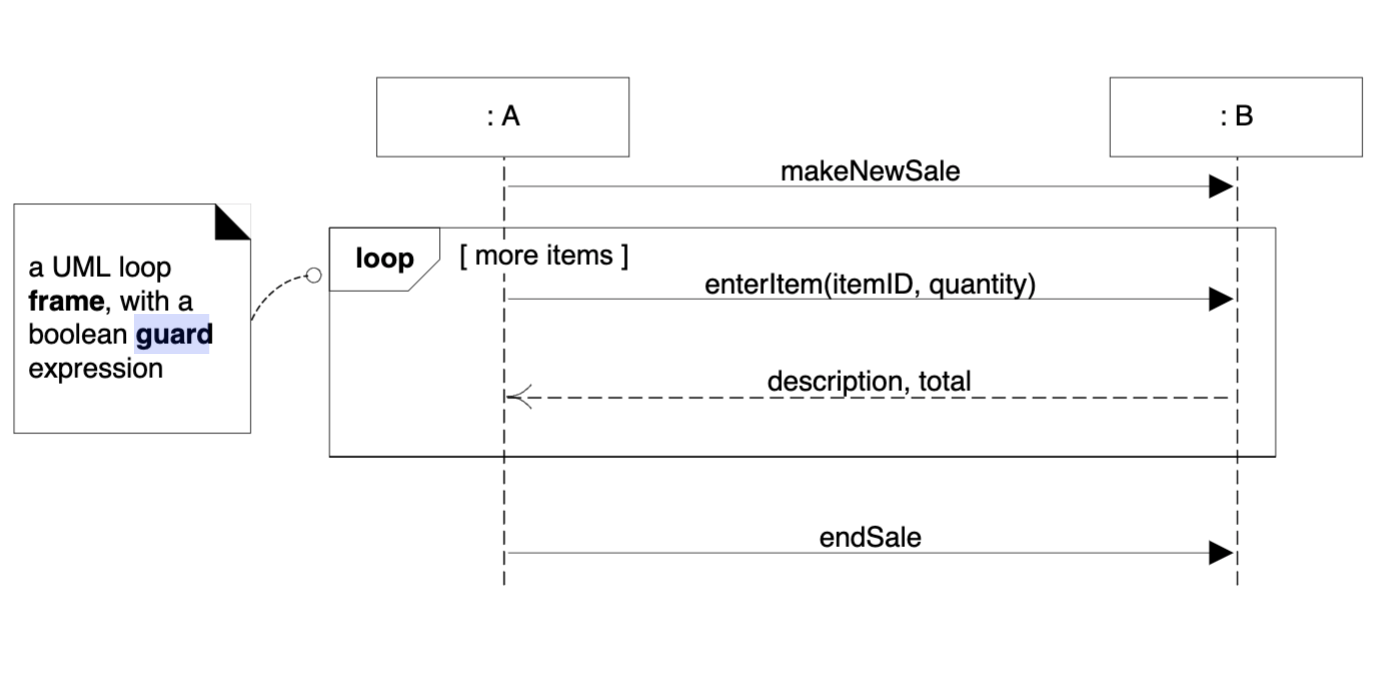 : A
: B
makeNewSale
a UML loop
frame, with a
boolean guard
expression
loop
[ more items ]
enterItem(itemID, quantity)
description, total
endSale